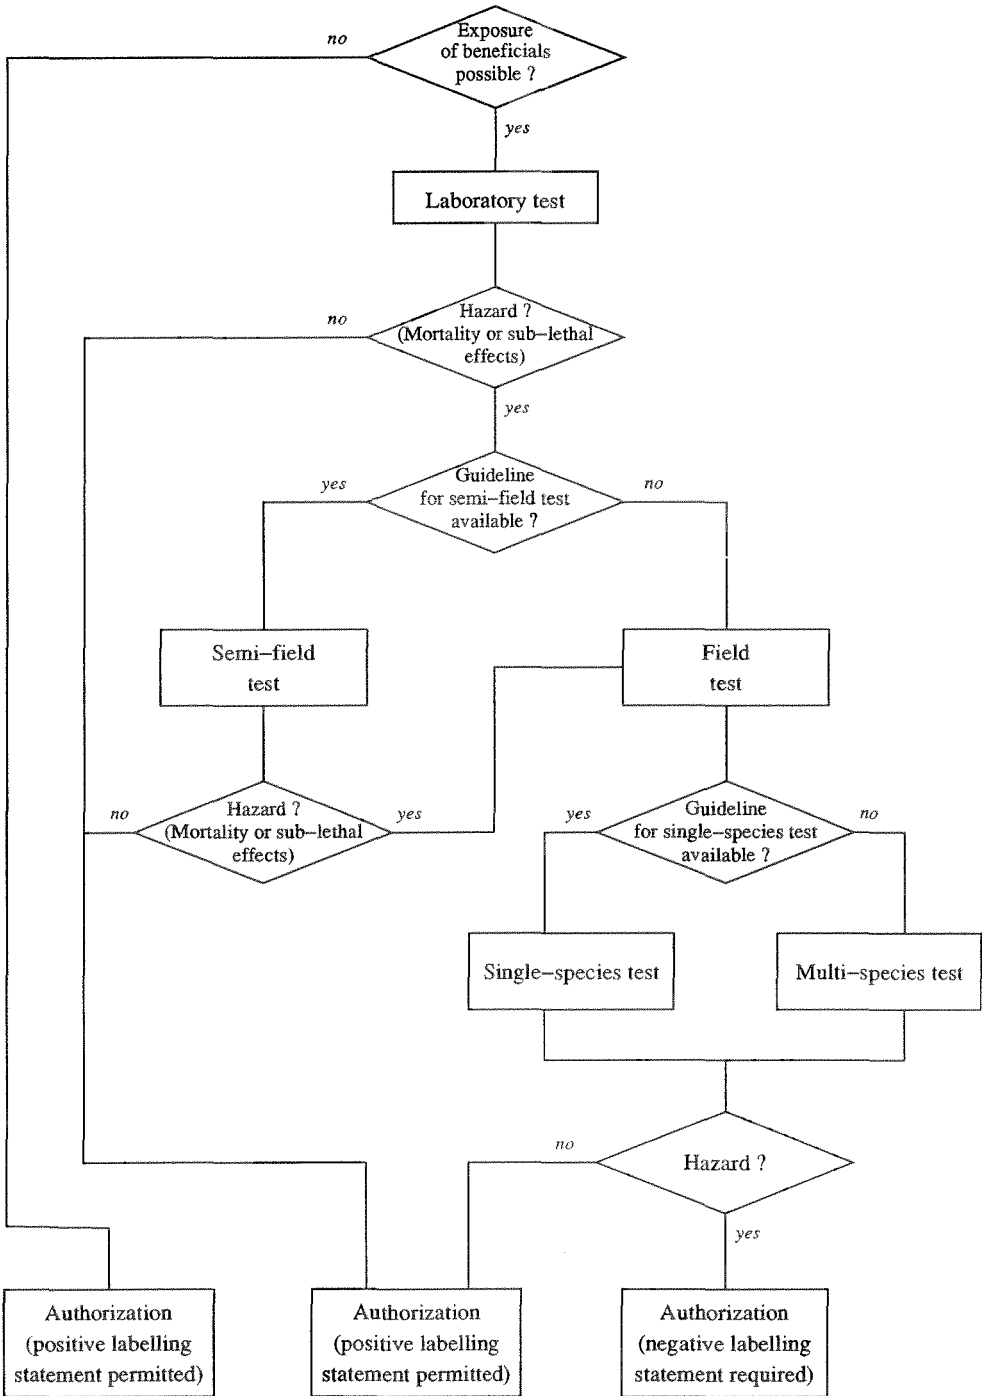 Exposure
of beneficials
possible ?
no
yes
Laboratory test
Hazard ?
(Mortality or sub-lethal
effects)
no
yes
Guideline
for semi-field test
available ?
yes
no
Semi-field
test
Field
test
Hazard ?
(Mortality or sub-lethal
effects)
no
yes
Guideline
for single-species test
available ?
yes
no
Single-species test
Multi-species test
Hazard ?
no
yes
Authorization
(positive labelling
statement permitted)
Authorization
(positive labelling
statement permitted)
Authorization
(negative labelling
statement required)